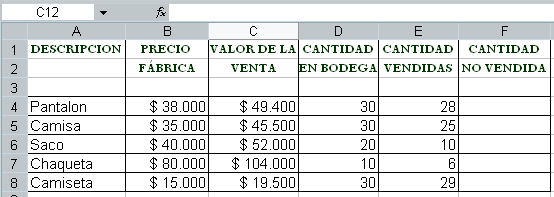 C12 fx
A B C D E F
1 DESCRIPCION PRECIO VALOR DE LA CANTIDAD CANTIDAD CANTIDAD
2 FÁBRICA VENTA EN BODEGA VENDIDAS NO VENDIDA
3
4 Pantalon $ 38.000 $ 49.400 30 28
5 Camisa $ 35.000 $ 45.500 30 25
6 Saco $ 40.000 $ 52.000 20 10
7 Chaqueta $ 80.000 $ 104.000 10 6
8 Camiseta $ 15.000 $ 19.500 30 29